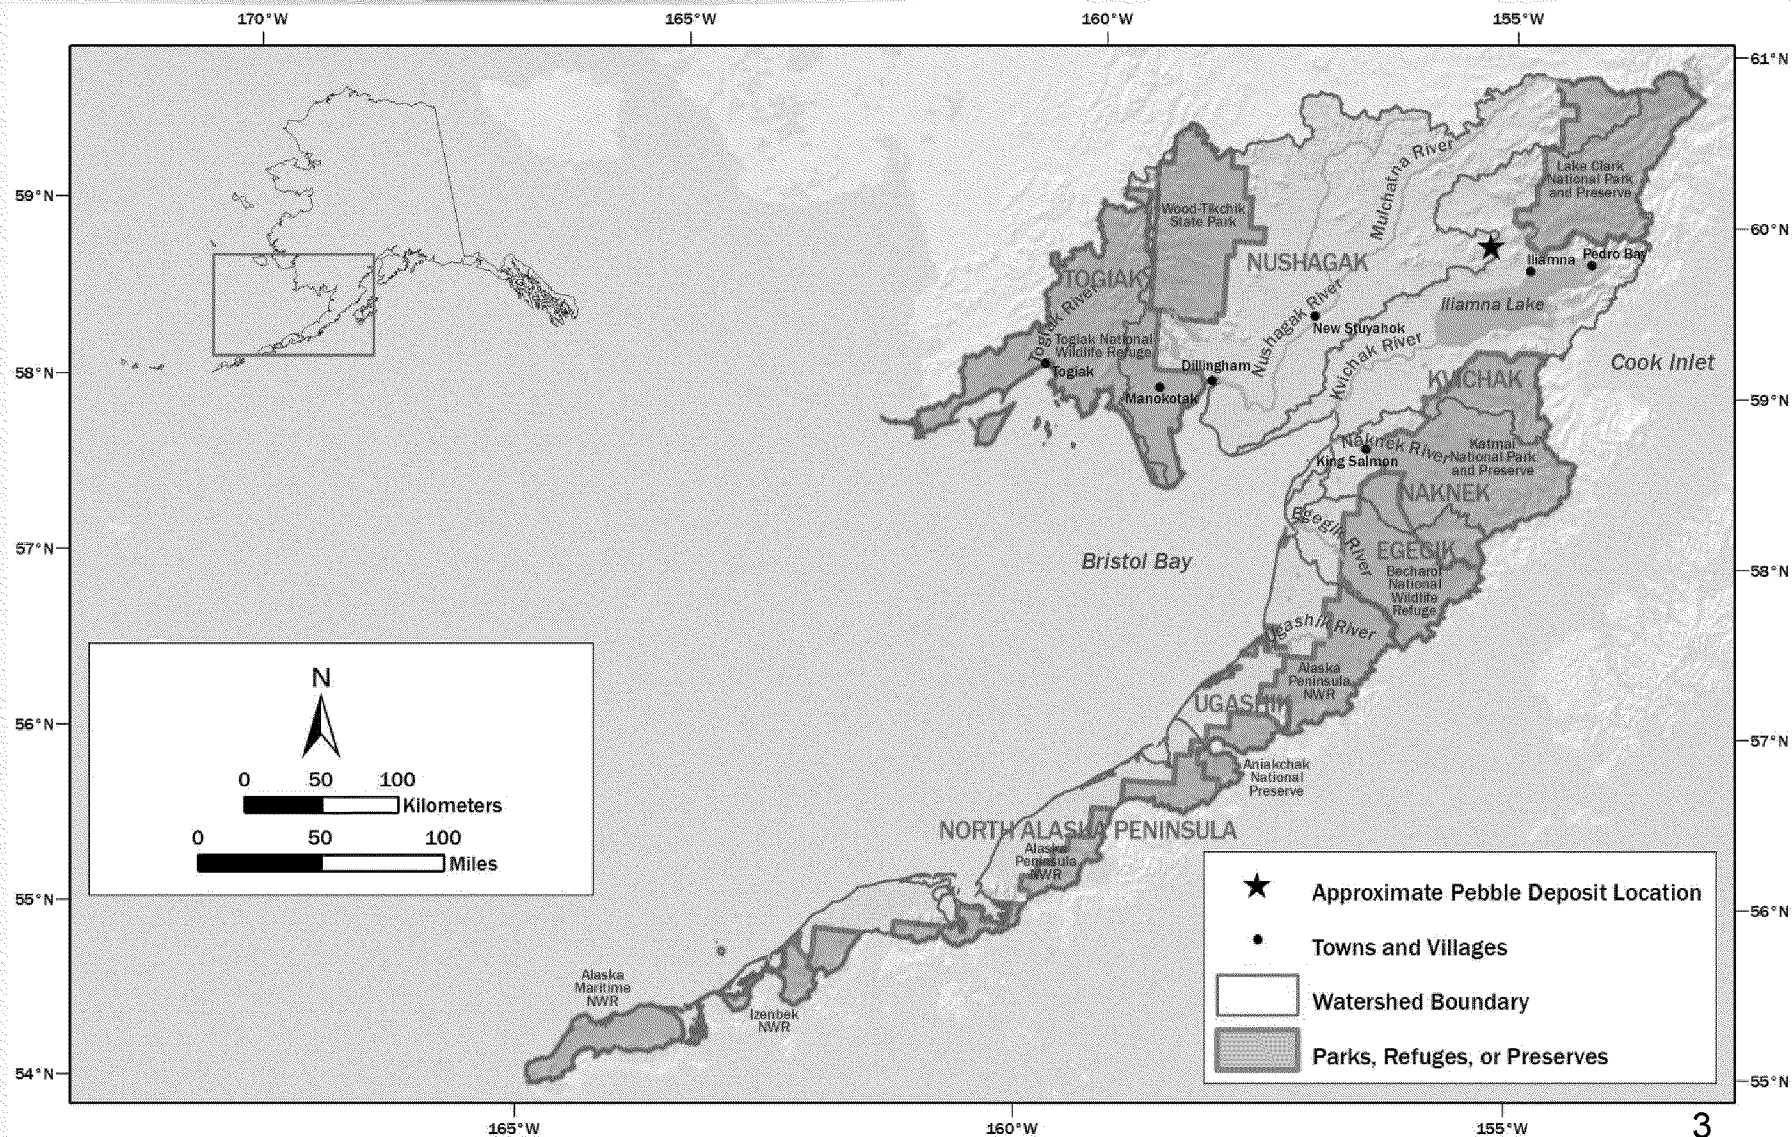 170°W
165°W
160°W
155°W
61°N
59°N
60°N
58°N
59°N
57°N
58°N
56°N
57°N
55°N
56°N
54°N
55°N
165°W
160°W
155°W
Mulchatna River
Lake Clark
National Park
and Preserve
Wood-Tikchik
State Park
NUSHAGAK
TOGIAK
Iliamna
Pedro Bay
Iliamna Lake
Togiak River
Nushagak River
New Stuyahok
Togiak National
Wildlife Refuge
Kvichak River
Togiak
Dillingham
Manokotak
Cook Inlet
KVICHAK
Naknek River
King Salmon
Katmai
National Park
and Preserve
NAKNEK
Egegik River
EGEGIK
Becharof
National
Wildlife
Refuge
Bristol Bay
Ugashik River
Alaska
Peninsula
NWR
UGASHIK
Aniakchak
National
Preserve
NORTH ALASKA PENINSULA
Alaska
Peninsula
NWR
Alaska
Maritime
NWR
Izenbek
NWR
N
0 50 100
Kilometers
0 50 100
Miles
Approximate Pebble Deposit Location
Towns and Villages
Watershed Boundary
Parks, Refuges, or Preserves
3